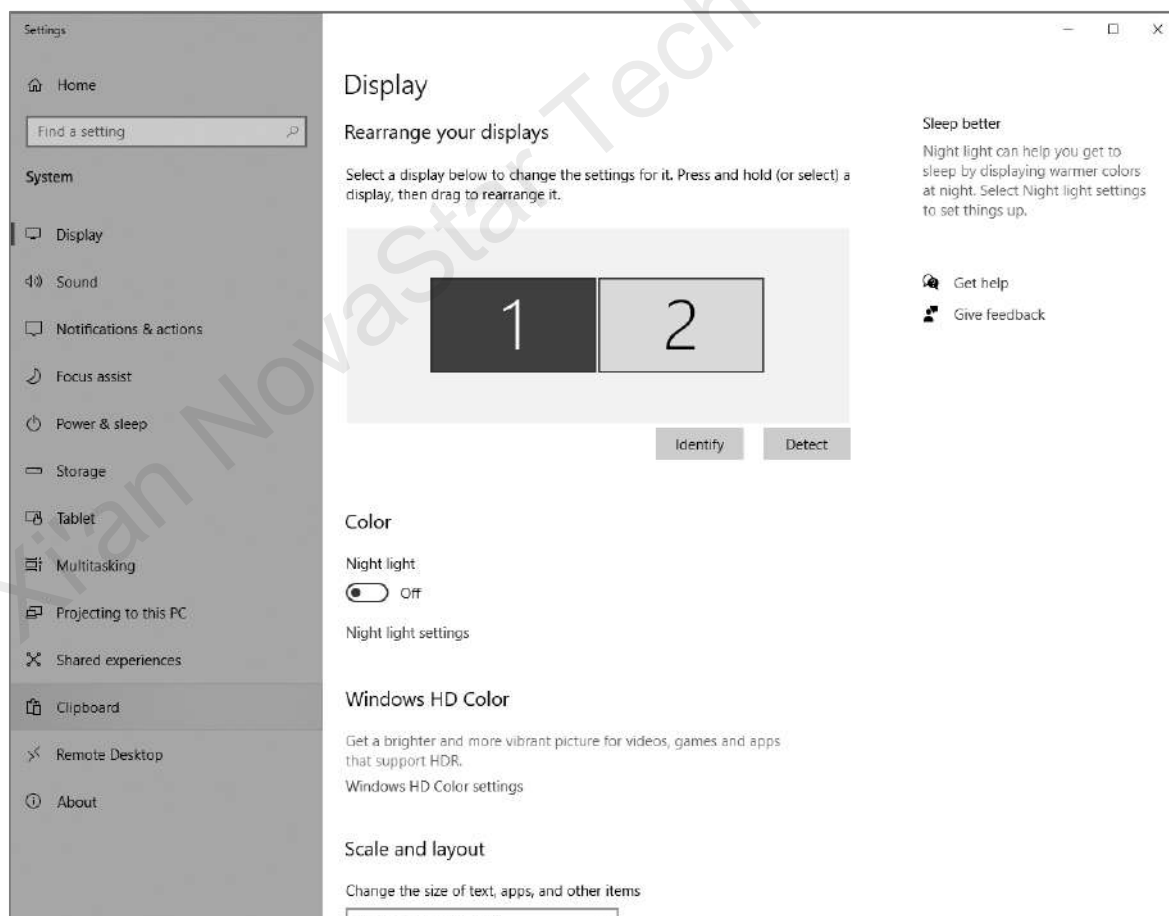 Settings
Home
Find a setting
System
Display
Sound
Notifications & actions
Focus assist
Power & sleep
Storage
Tablet
Multitasking
Projecting to this PC
Shared experiences
Clipboard
Remote Desktop
About
Display
Rearrange your displays
Select a display below to change the settings for it. Press and hold (or select) a
display, then drag to rearrange it.
1
2
Identify
Detect
Color
Night light
Off
Night light settings
Windows HD Color
Get a brighter and more vibrant picture for videos, games and apps
that support HDR.
Windows HD Color settings
Scale and layout
Change the size of text, apps, and other items
Sleep better
Night light can help you get to
sleep by displaying warmer colors
at night. Select Night light settings
to set things up.
Get help
Give feedback
Xi'an NovaStar Tech